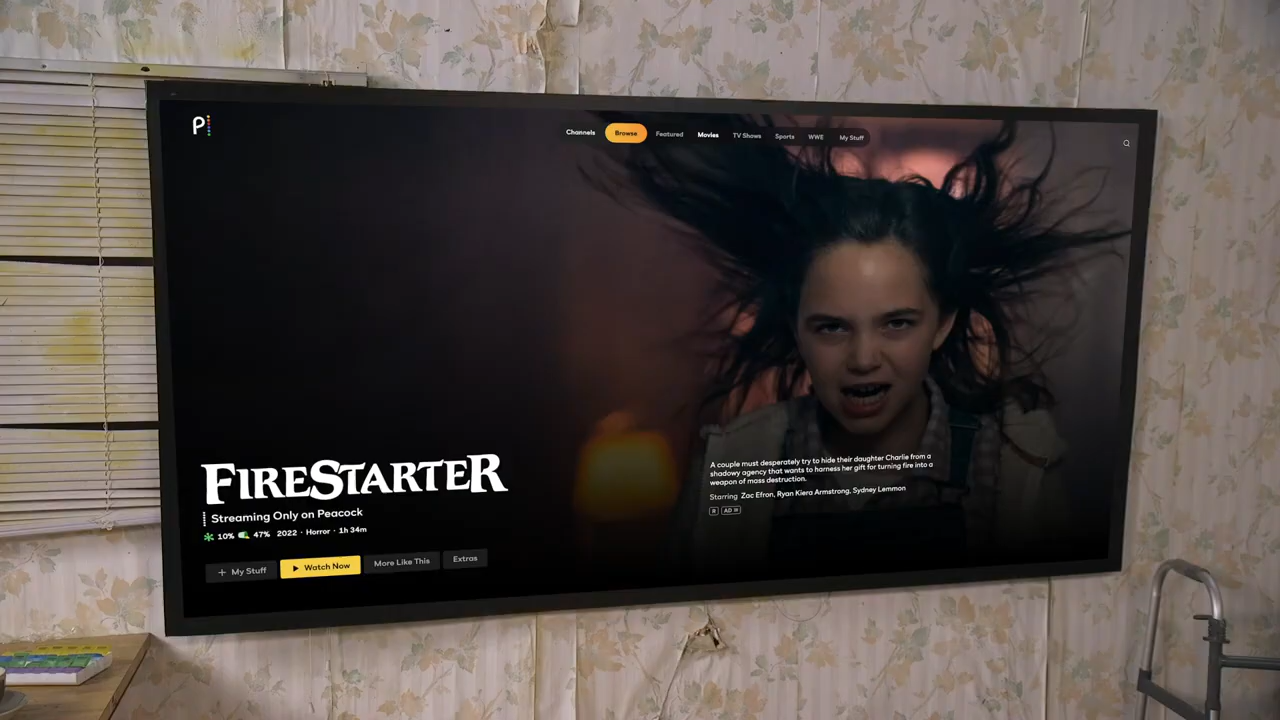 P
Channels Browse Featured Movies TV Shows Sports WWE My Stuff
FIRESTARTER
Streaming Only on Peacock
10% 47% 2022 · Horror · 1h 34m
+ My Stuff Watch Now More Like This Extras
A couple must desperately try to hide their daughter Charlie from a
shadowy agency that wants to harness her gift for turning fire into a
weapon of mass destruction.
Starring Zac Efron, Ryan Kiera Armstrong, Sydney Lemmon
R AD